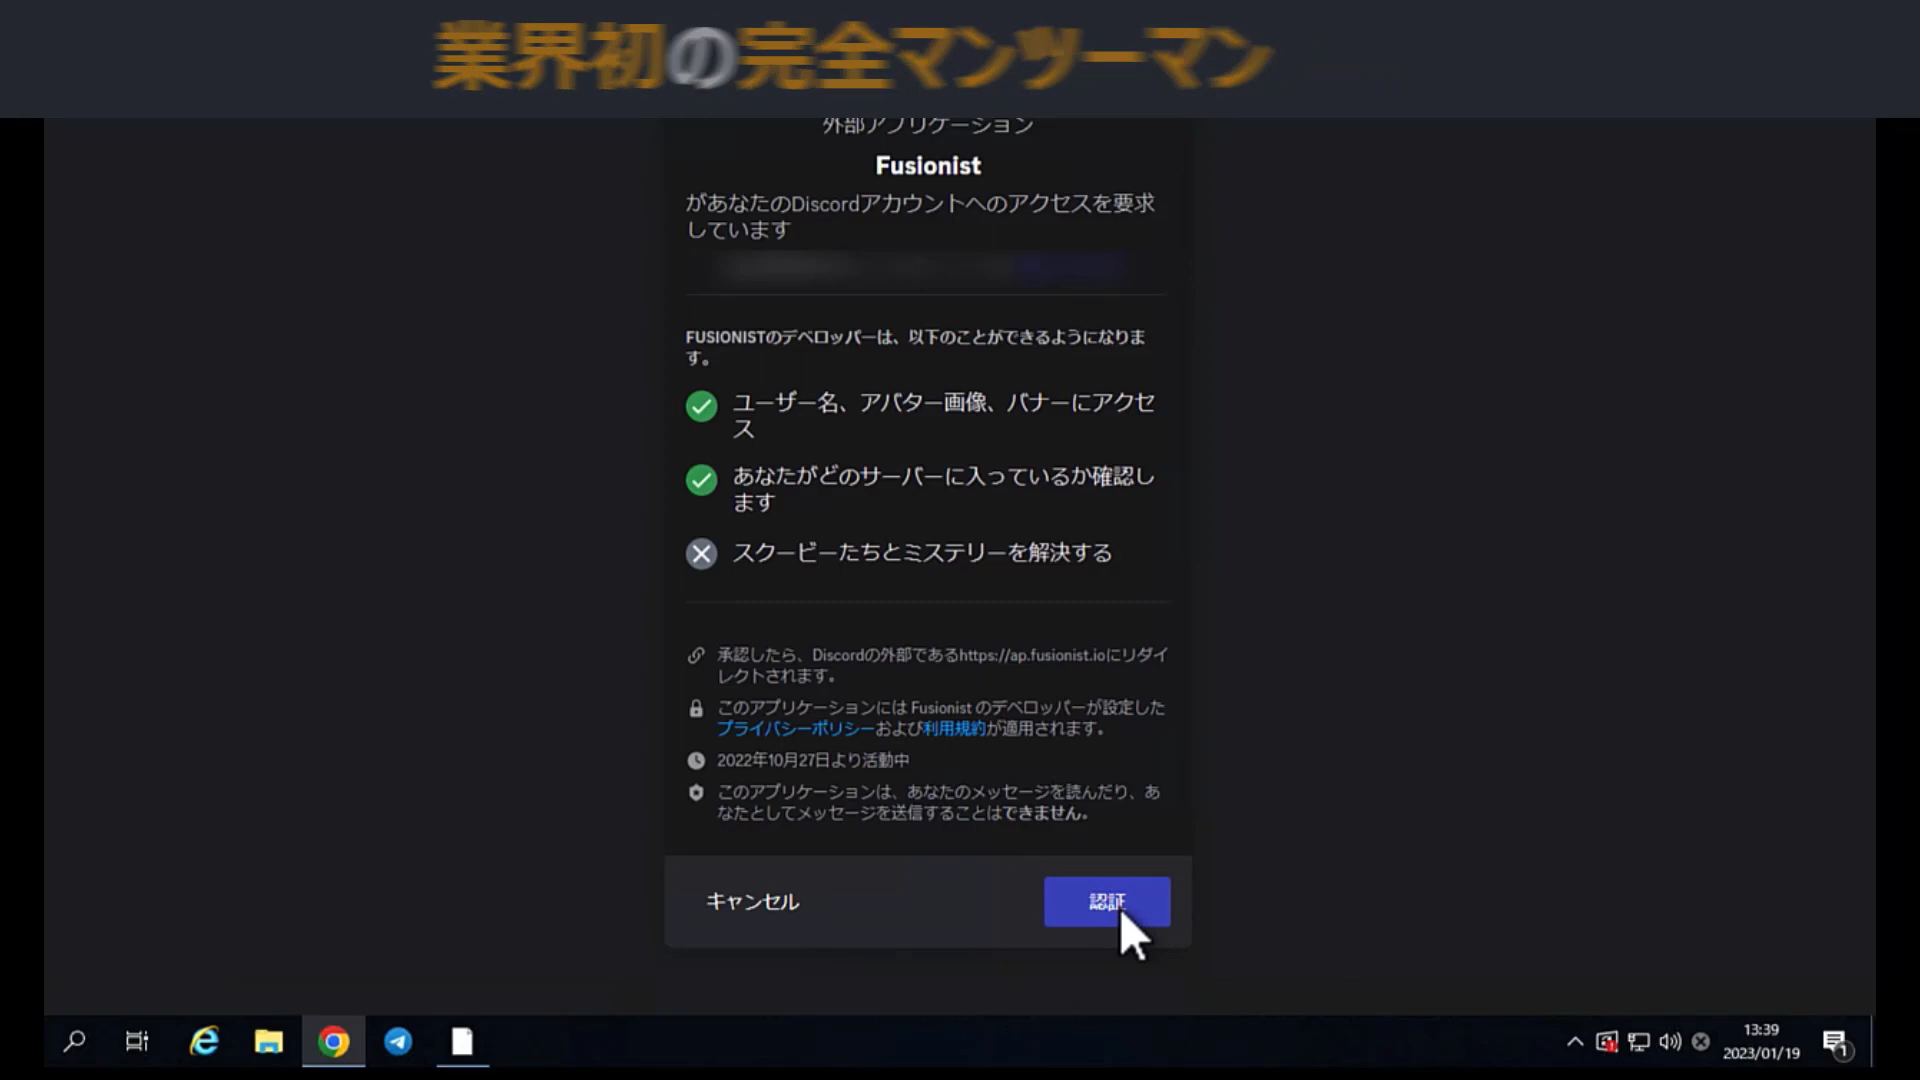 業界初の完全マンツーマン
外部アプリケーション
Fusionist
があなたのDiscordアカウントへのアクセスを要求
しています
FUSIONISTのデベロッパーは、以下のことができるようになりま
す。
ユーザー名、アバター画像、バナーにアクセ
ス
あなたがどのサーバーに入っているか確認し
ます
スクービーたちとミステリーを解決する
承認したら、Discordの外部であるhttps://ap.fusionist.ioにリダイ
レクトされます。
このアプリケーションには Fusionist のデベロッパーが設定した
プライバシーポリシーおよび利用規約が適用されます。
2022年10月27日より活動中
このアプリケーションは、あなたのメッセージを読んだり、あ
なたとしてメッセージを送信することはできません。
キャンセル
認証
13:39
2023/01/19
1